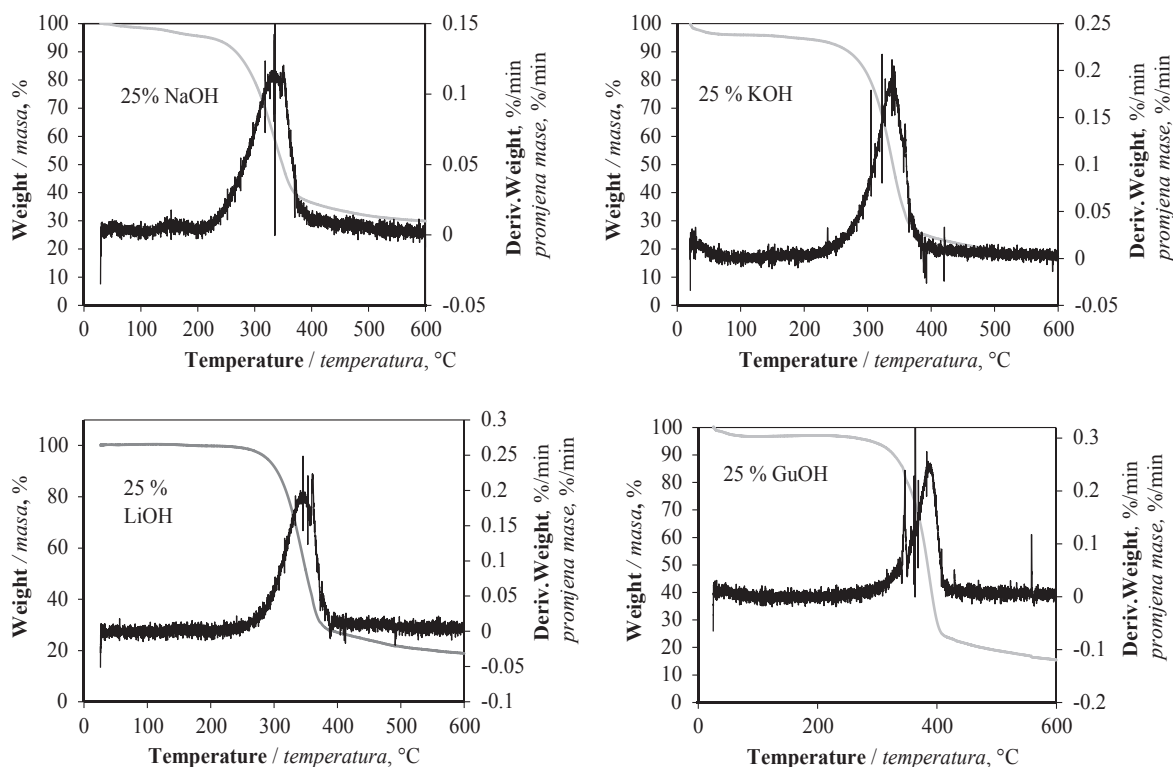 Weight / masa, %
100
90
80
70
60
50
40
30
20
10
0
25% NaOH
0.15
0.1
0.05
0
-0.05
Deriv.Weight, %/min
promjena mase, %/min
0 100 200 300 400 500 600
Temperature / temperatura, °C
Weight / masa, %
100
90
80
70
60
50
40
30
20
10
0
25 % KOH
0.25
0.2
0.15
0.1
0.05
0
-0.05
Deriv.Weight, %/min
promjena mase, %/min
0 100 200 300 400 500 600
Temperature / temperatura, °C
Weight / masa, %
100
80
60
40
20
0
25 %
LiOH
0.3
0.25
0.2
0.15
0.1
0.05
0
-0.05
-0.1
Deriv.Weight, %/min
promjena mase, %/min
0 100 200 300 400 500 600
Temperature / temperatura, °C
Weight / masa, %
100
90
80
70
60
50
40
30
20
10
0
25 % GuOH
0.3
0.2
0.1
0
-0.1
-0.2
Deriv.Weight, %/min
promjena mase, %/min
0 200 400 600
Temperature / temperatura, °C